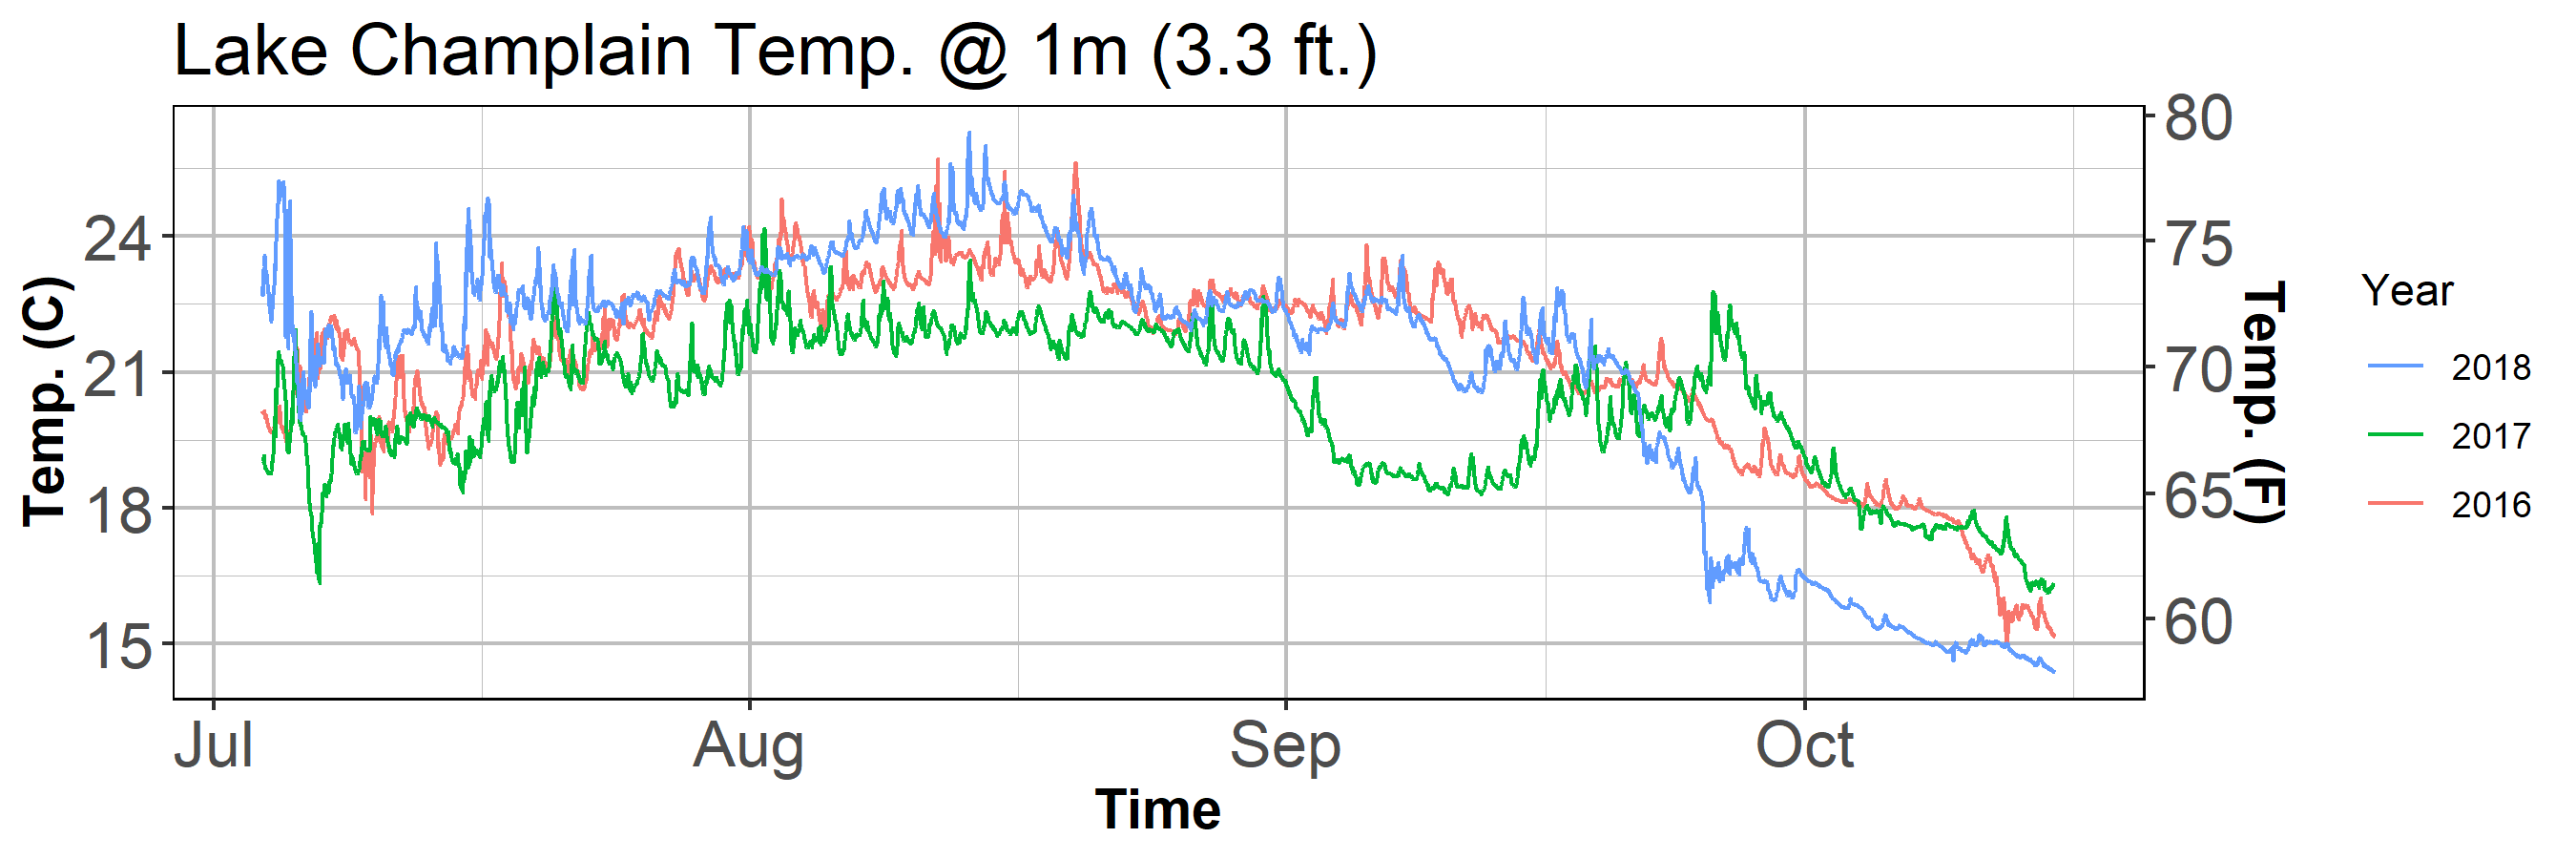 Lake Champlain Temp. @ 1m (3.3 ft.)
Temp. (C)
24
21
18
15
80
75
70
65
60
Temp. (F)
Jul
Aug
Sep
Oct
Time
Year
2018
2017
2016